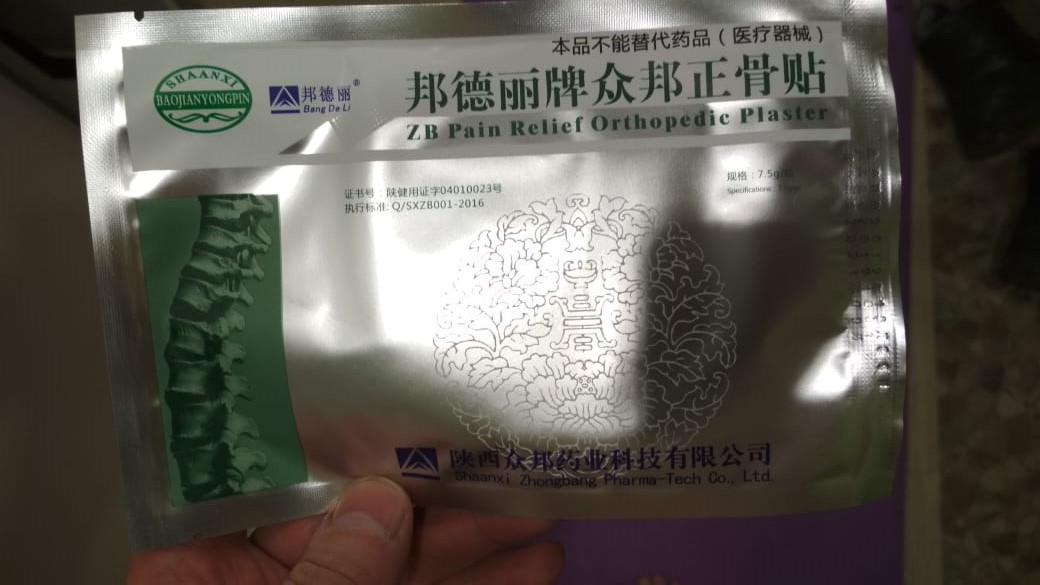 本品不能替代药品（医疗器械）
SHAANXI
BAOJIANYONGPIN
邦德丽®
Bang De Li
邦德丽牌众邦正骨贴
ZB Pain Relief Orthopedic Plaster
证书号：陕健用证字04010023号
执行标准: Q/SXZB001-2016
规格：7.5g
Specifications:
陕西众邦药业科技有限公司
Shaanxi Zhongbang Pharma-Tech Co., Ltd.